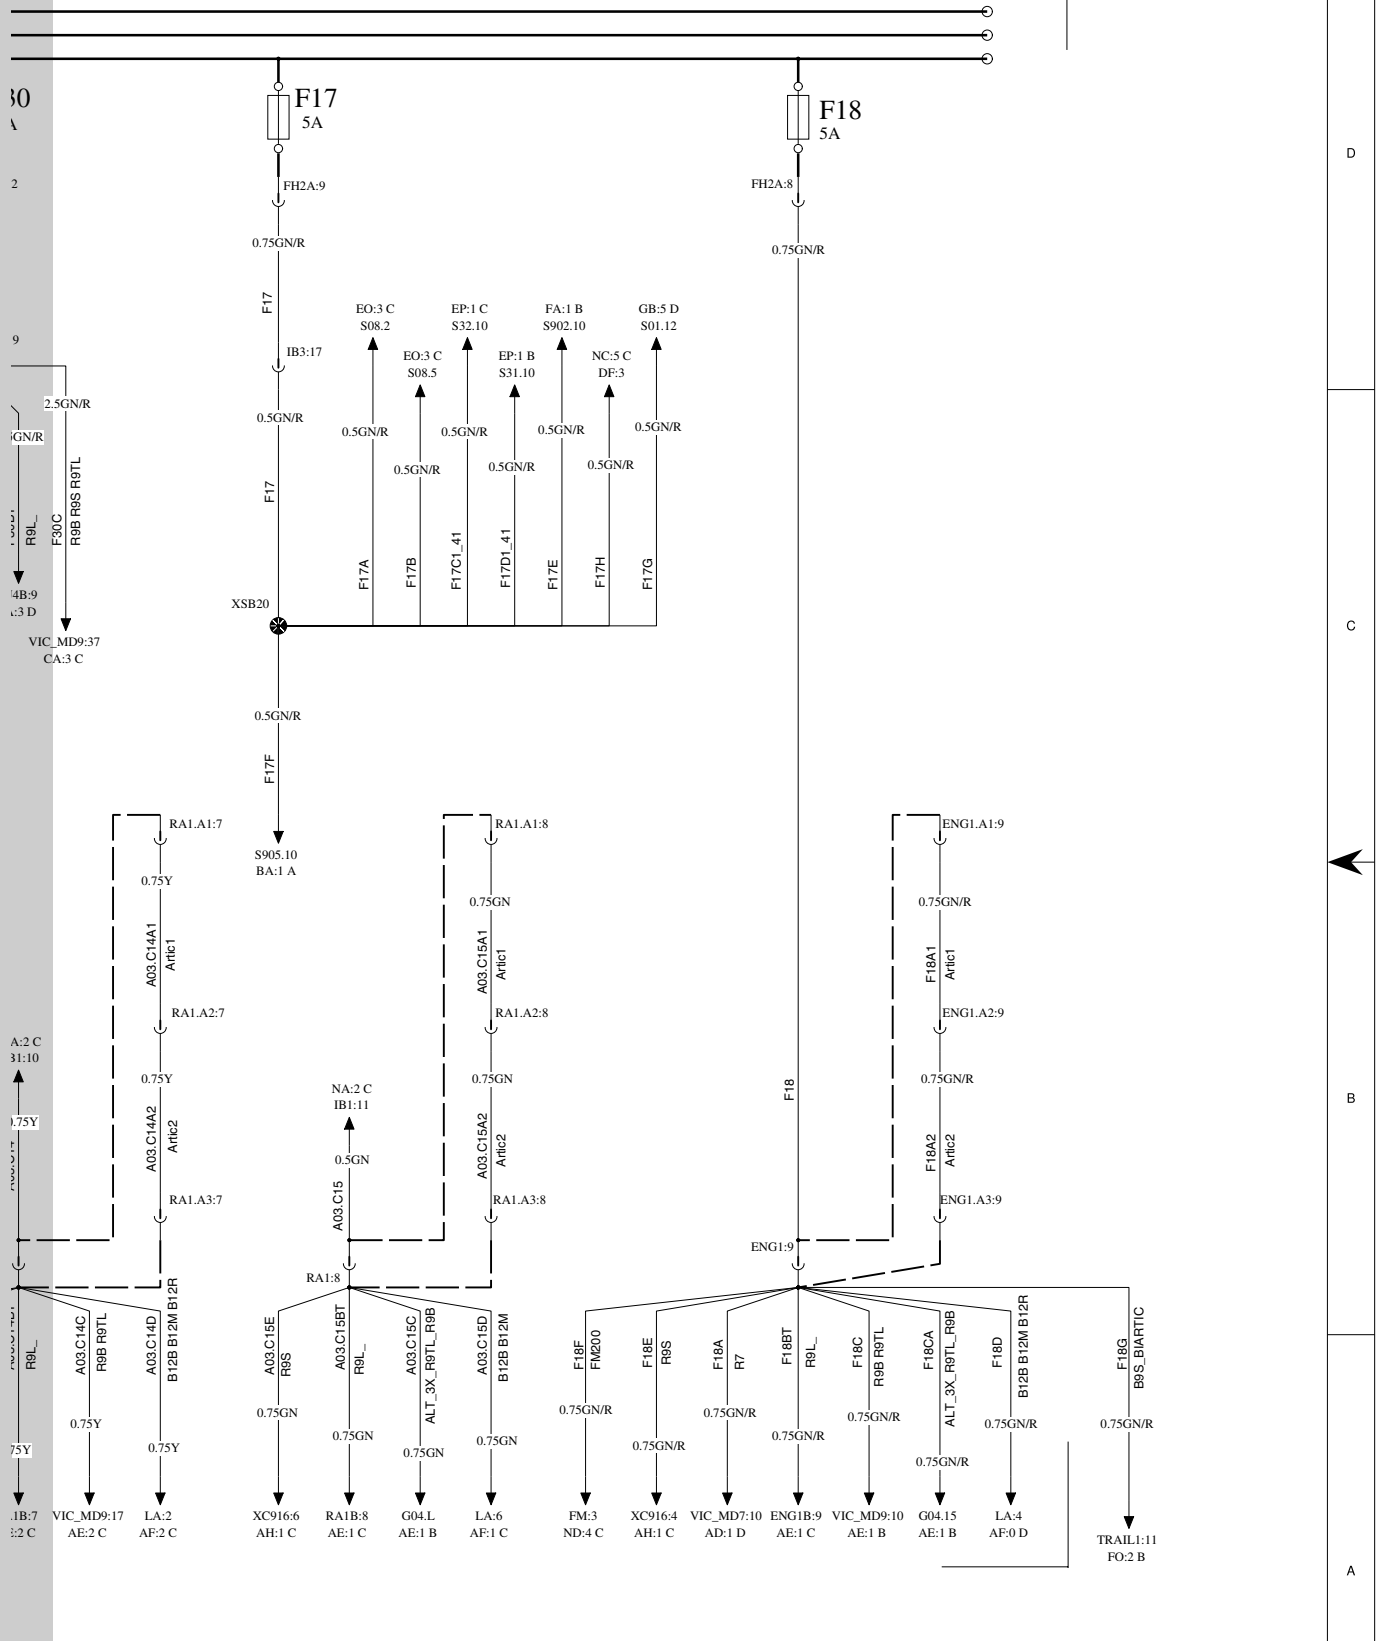 F17
5A
F18
5A
D
FH2A:9
FH2A:8
0.75GN/R
0.75GN/R
F17
EO:3 C
S08.2
EP:1 C
S32.10
FA:1 B
S902.10
GB:5 D
S01.12
IB3:17
EO:3 C
S08.5
EP:1 B
S31.10
NC:5 C
DF:3
2.5GN/R
0.5GN/R
0.5GN/R
0.5GN/R
0.5GN/R
0.5GN/R
0.5GN/R
0.5GN/R
0.5GN/R
F17
R9L_
F30C
R9B R9S R9TL
F17A
F17B
F17C1_41
F17D1_41
F17E
F17H
F17G
XSB20
C
VIC_MD9:37
CA:3 C
0.5GN/R
F17F
S905.10
BA:1 A
RA1.A1:7
RA1.A1:8
ENG1.A1:9
0.75Y
0.75GN
0.75GN/R
A03.C14A1
Artic1
A03.C15A1
Artic1
F18A1
Artic1
RA1.A2:7
RA1.A2:8
ENG1.A2:9
0.75Y
0.75GN
0.75GN/R
NA:2 C
IB1:11
F18
B
A03.C14A2
Artic2
0.5GN
A03.C15A2
Artic2
F18A2
Artic2
A03.C15
RA1.A3:7
RA1.A3:8
ENG1.A3:9
ENG1:9
RA1:8
R9L_
A03.C14C
R9B R9TL
A03.C14D
B12B B12M B12R
A03.C15E
R9S
A03.C15BT
R9L_
A03.C15C
ALT_3X_R9TL_R9B
A03.C15D
B12B B12M
F18F
FM200
F18E
R9S
F18A
R7
F18BT
R9L_
F18C
R9B R9TL
F18CA
ALT_3X_R9TL_R9B
F18D
B12B B12M B12R
F18G
B9S_BIARTIC
0.75Y
0.75Y
0.75GN
0.75GN
0.75GN
0.75GN
0.75GN/R
0.75GN/R
0.75GN/R
0.75GN/R
0.75GN/R
0.75GN/R
0.75GN/R
0.75GN/R
VIC_MD9:17
AE:2 C
LA:2
AF:2 C
XC916:6
AH:1 C
RA1B:8
AE:1 C
G04.L
AE:1 B
LA:6
AF:1 C
FM:3
ND:4 C
XC916:4
AH:1 C
VIC_MD7:10
AD:1 D
ENG1B:9
AE:1 C
VIC_MD9:10
AE:1 B
G04.15
AE:1 B
LA:4
AF:0 D
TRAIL1:11
FO:2 B
A